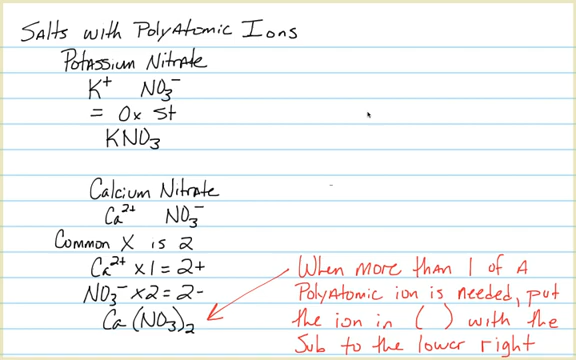 Salts with PolyAtomic Ions
Potassium Nitrate
K⁺ NO₃⁻
= Ox St
KNO₃
Calcium Nitrate
Ca²⁺ NO₃⁻
Common X is 2
Ca²⁺ x 1 = 2+
NO₃⁻ x 2 = 2-
Ca (NO₃)₂
When more than 1 of A
PolyAtomic ion is needed, put
the ion in ( ) with the
Sub to the lower right